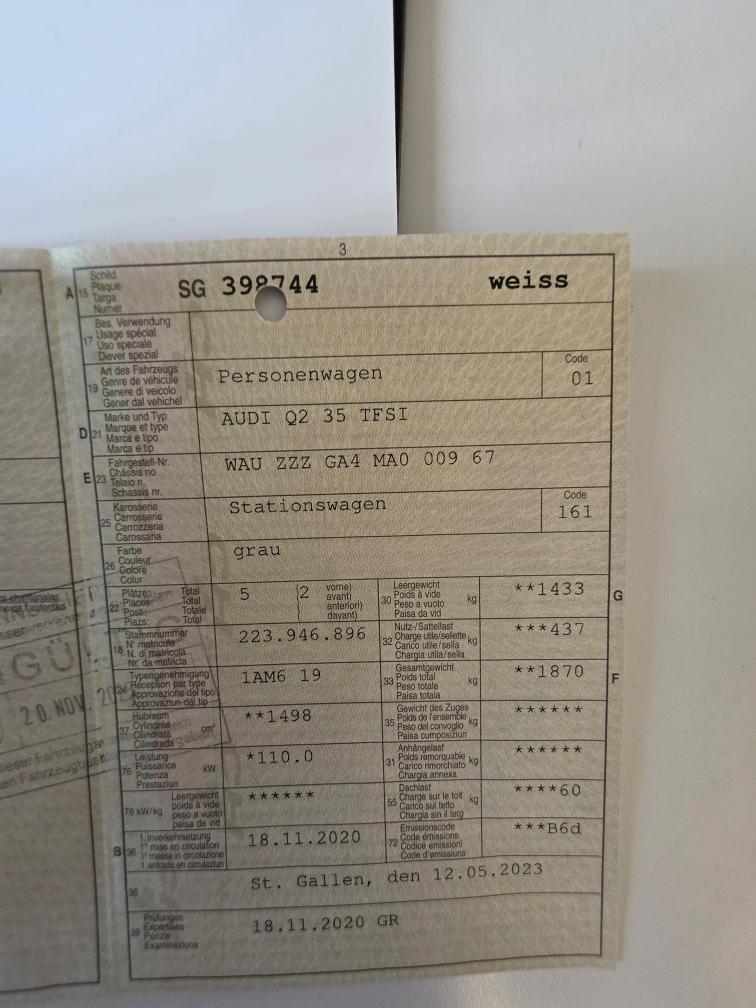 3
A 15 Schild
Plaque
Targa
Numer
SG 398744 weiss
17 Bes. Verwendung
Usage spécial
Uso speciale
Diever spezial
19 Art des Fahrzeugs
Genre de véhicule
Genere di veicolo
Gener dal vehichel
Personenwagen
Code
01
D 21 Marke und Typ
Marque et type
Marca e tipo
Marca e tip
AUDI Q2 35 TFSI
E 23 Fahrgestell-Nr.
Châssis no
Telaio n.
Schassis nr.
WAU ZZZ GA4 MA0 009 67
25 Karosserie
Carrosserie
Carrozzeria
Carossaria
Stationswagen
Code
161
26 Farbe
Couleur
Colore
Colur
grau
22 Plätze: Total
Places: Total
Posti: Totale
Plazs: Total
5 (2 vorne)
avant)
anteriori)
davant)
30 Leergewicht
Poids à vide
Peso a vuoto
Paisa da vid
kg
**1433
G
18 Stammnummer
N° matricule
N. di matricola
Nr. da matricla
223.946.896
32 Nutz-/Sattellast
Charge utile/sellette
Carico utile/sella
Chargia utila/sella
kg
***437
24 Typengenehmigung
Réception par type
Approvazione del tipo
Approvaziun dal tip
1AM6 19
33 Gesamtgewicht
Poids total
Peso totale
Paisa totala
kg
**1870
F
37 Hubraum
Cylindrée
Cilindrata
Cilindrada
cm³
**1498
35 Gewicht des Zuges
Poids de l'ensemble
Peso del convoglio
Paisa cumposiziun
kg
******
76 Leistung
Puissance
Potenza
Prestaziun
kW
*110.0
31 Anhängelast
Poids remorquable
Carico rimorchiato
Chargia annexa
kg
******
78 kW/kg Leergewicht
poids à vide
peso a vuoto
paisa da vid
******
55 Dachlast
Charge sur le toit
Carico sul tetto
Chargia sin il tetg
kg
****60
B 36 1. Inverkehrsetzung
1re mise en circulation
1a messa in circolazione
1. entrada en circulaziun
18.11.2020
72 Emissionscode
Code émissions
Codice emissioni
Code d'emissiuns
***B6d
38
St. Gallen, den 12.05.2023
39 Prüfungen
Expertises
Perizie
Examinaziuns
18.11.2020 GR
NGÜ
20. NOV. 20